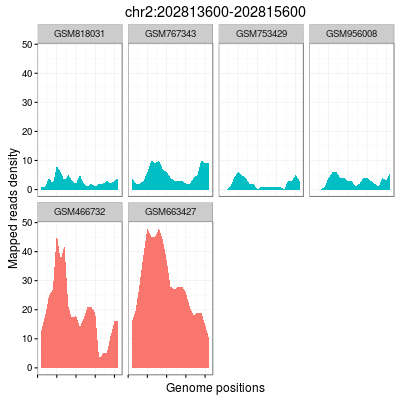 chr2:202813600-202815600
GSM818031 GSM767343 GSM753429 GSM956008
50
40
30
20
10
0
Mapped reads density
GSM466732 GSM663427
50
40
30
20
10
0
Genome positions